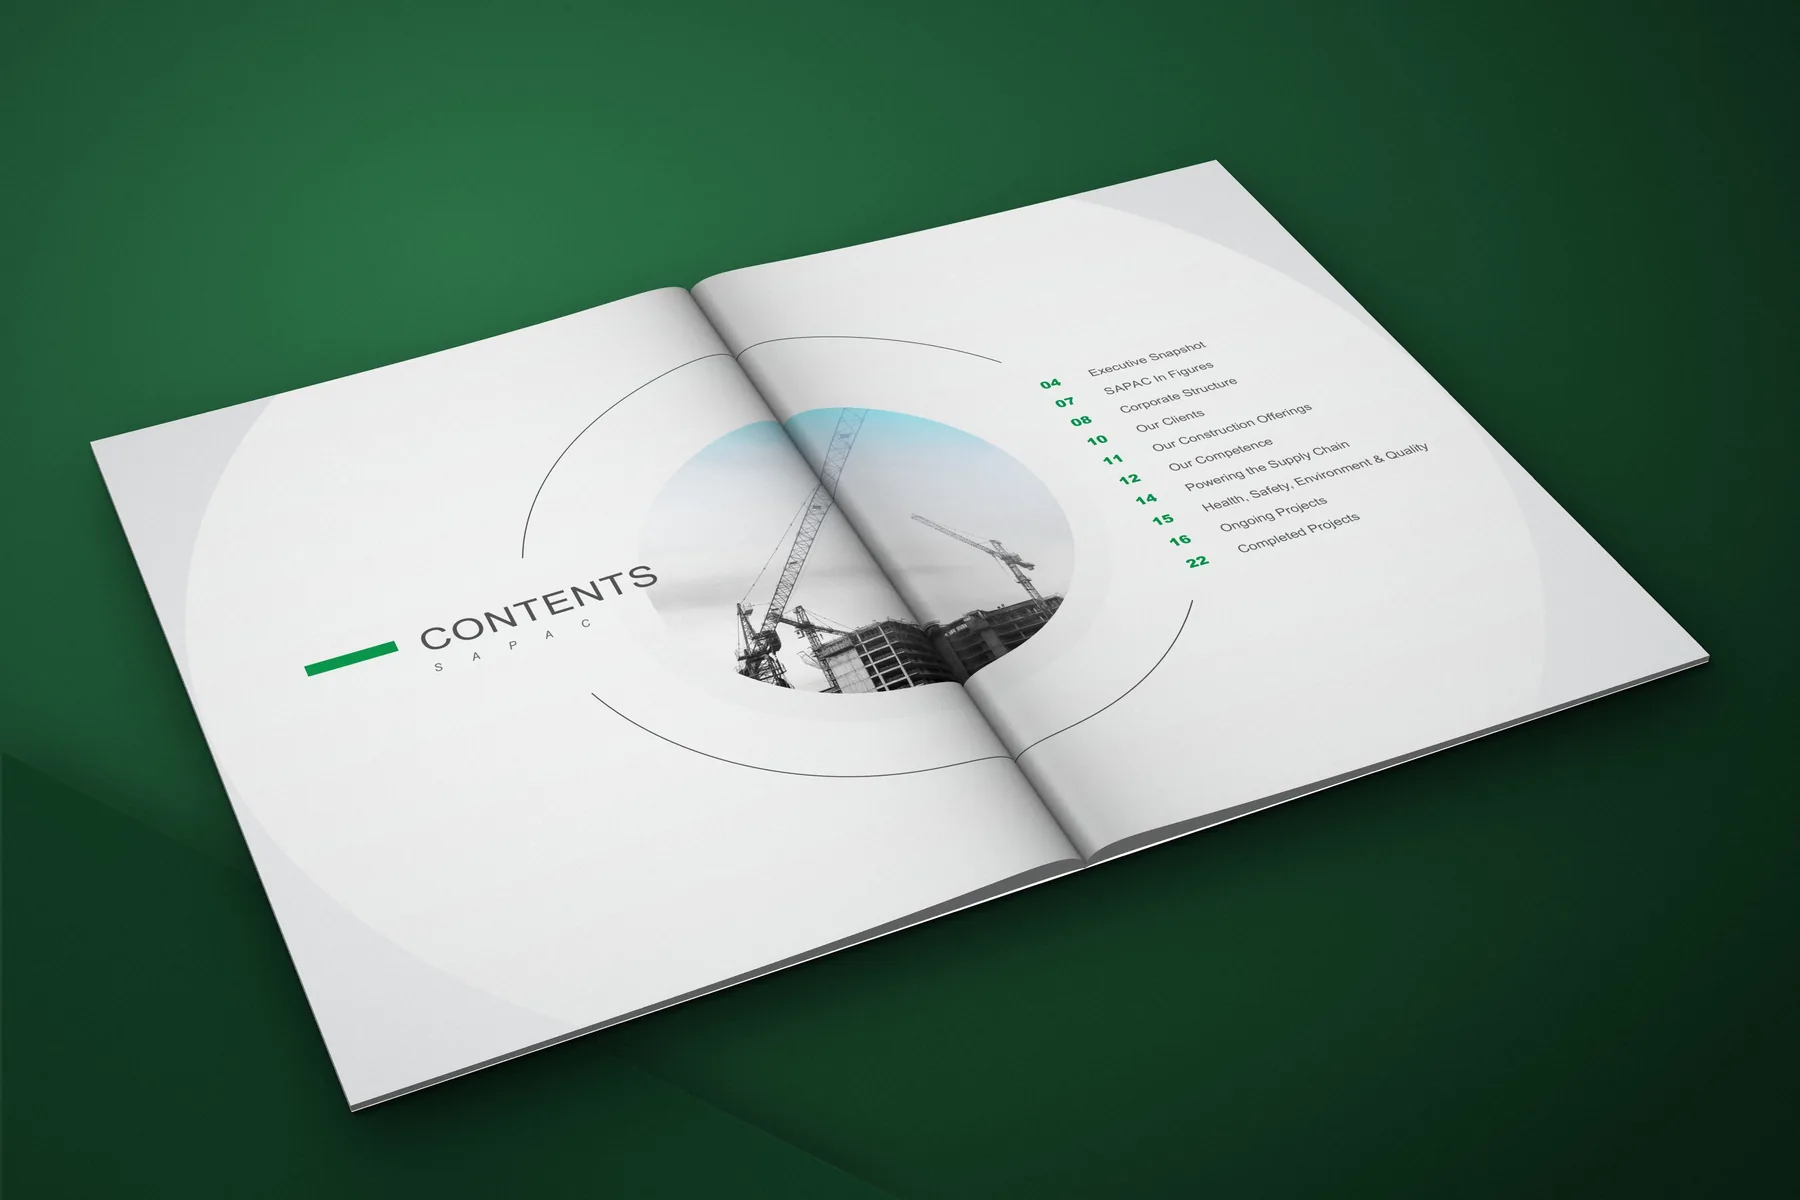 CONTENTS
S A P A C
04 Executive Snapshot
07 SAPAC In Figures
08 Corporate Structure
10 Our Clients
11 Our Construction Offerings
12 Our Competence
14 Powering the Supply Chain
15 Health, Safety, Environment & Quality
16 Ongoing Projects
22 Completed Projects